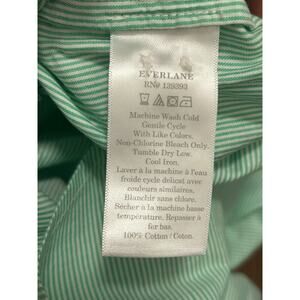 EVERLANE
RN# 139393
Machine Wash Cold
Gentle Cycle
With Like Colors.
Non-Chlorine Bleach Only.
Tumble Dry Low.
Cool Iron.
Laver à la machine à l'eau
froide cycle delicat avec
couleurs similaires.
Blanchir sans chlore.
Sécher à la machine basse
température. Repasser à
fer bas.
100% Cotton / Coton.